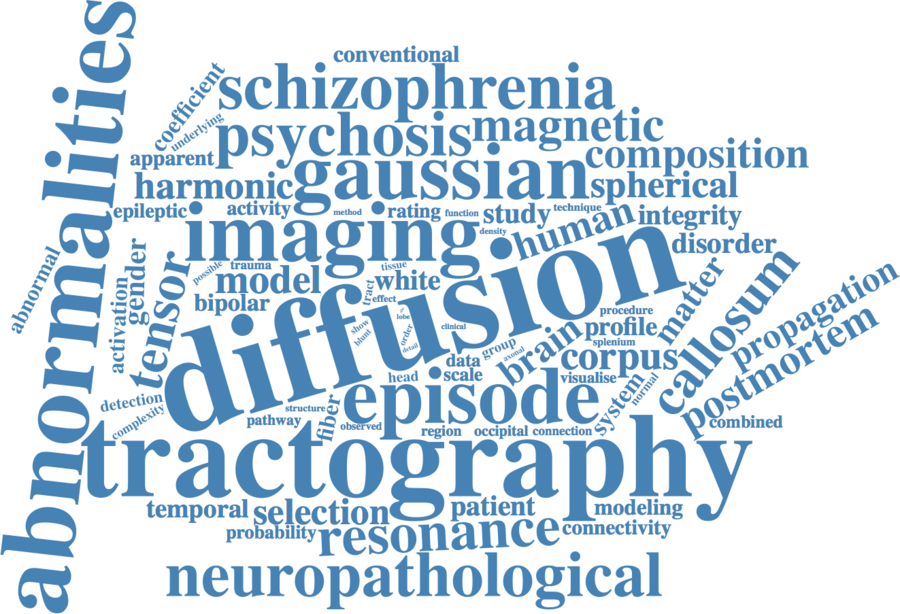 conventional
schizophrenia
coefficient
underlying
psychosis
magnetic
apparent
composition
harmonic
gaussian
spherical
epileptic
activity
method
rating
function
study
technique
integrity
density
human
imaging
disorder
abnormalities
abnormal
gender
activation
tensor
possible
trauma
tissue
model
white
tract
bipolar
effect
diffusion
matter
callosum
propagation
postmortem
lobe
show
blunt
order
detail
clinical
procedure
profile
splenium
brain
group
axonal
data
corpus
head
scale
visualise
system
normal
detection
complexity
structure
pathway
fiber
observed
episode
region
occipital
connection
combined
tractography
temporal
selection
patient
modeling
probability
resonance
connectivity
neuropathological